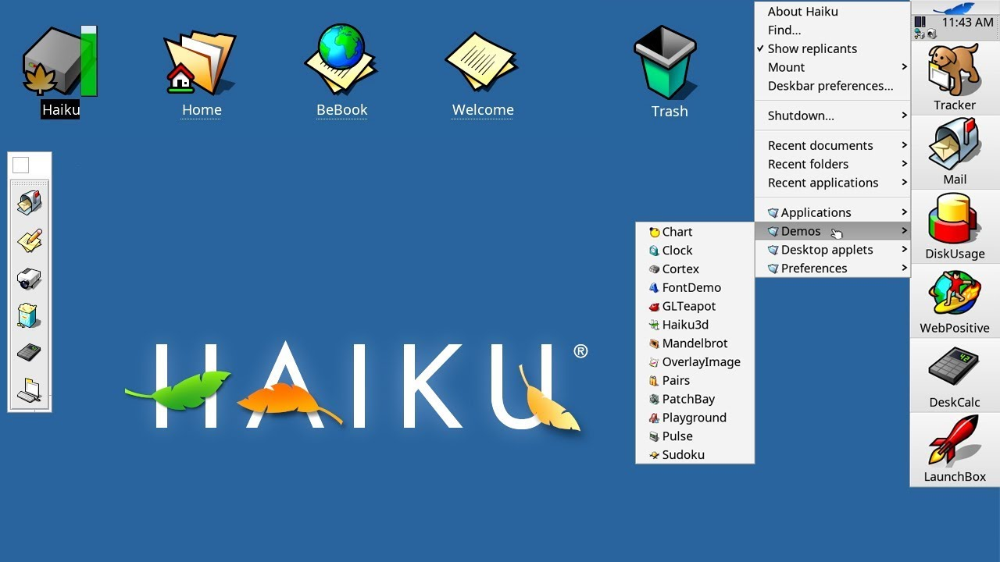 Haiku
Home
BeBook
Welcome
Trash
About Haiku
Find...
Show replicants
Mount
Deskbar preferences...
Shutdown...
Recent documents
Recent folders
Recent applications
Applications
Demos
Desktop applets
Preferences
Chart
Clock
Cortex
FontDemo
GLTeapot
Haiku3d
Mandelbrot
OverlayImage
Pairs
PatchBay
Playground
Pulse
Sudoku
11:43 AM
Tracker
Mail
DiskUsage
WebPositive
42
DeskCalc
LaunchBox
HAIKU®